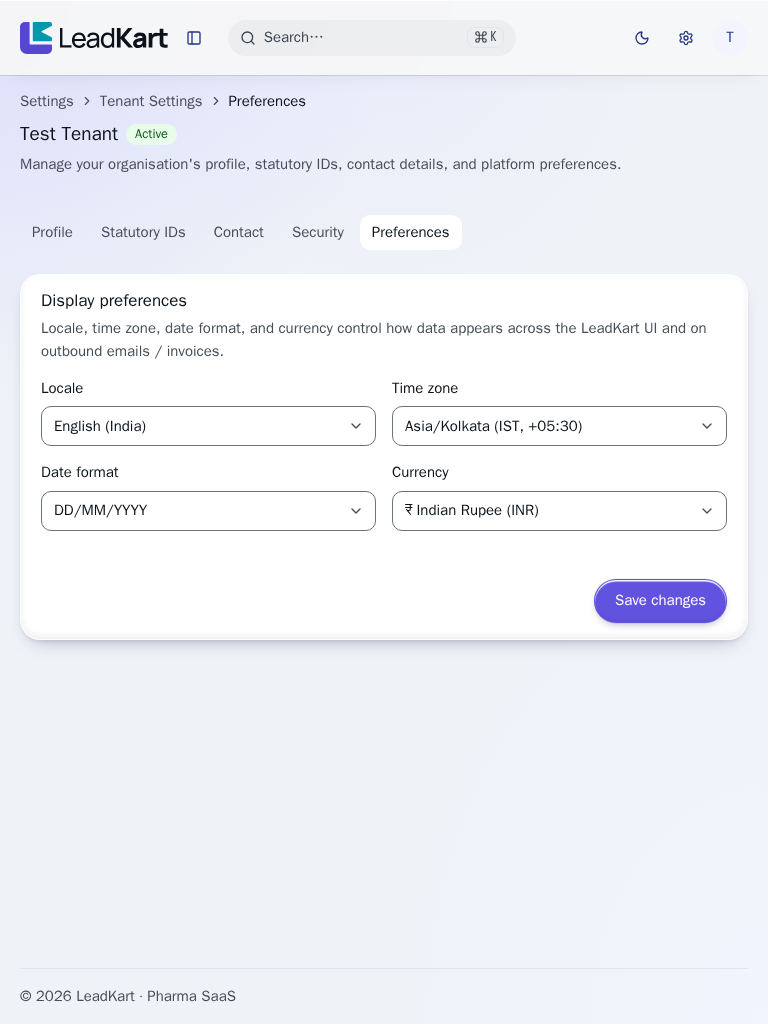 LeadKart
Search…
⌘ K
T
Settings > Tenant Settings > Preferences
Test Tenant
Active
Manage your organisation's profile, statutory IDs, contact details, and platform preferences.
Profile
Statutory IDs
Contact
Security
Preferences
Display preferences
Locale, time zone, date format, and currency control how data appears across the LeadKart UI and on
outbound emails / invoices.
Locale
Time zone
English (India)
Asia/Kolkata (IST, +05:30)
Date format
Currency
DD/MM/YYYY
₹ Indian Rupee (INR)
Save changes
© 2026 LeadKart · Pharma SaaS